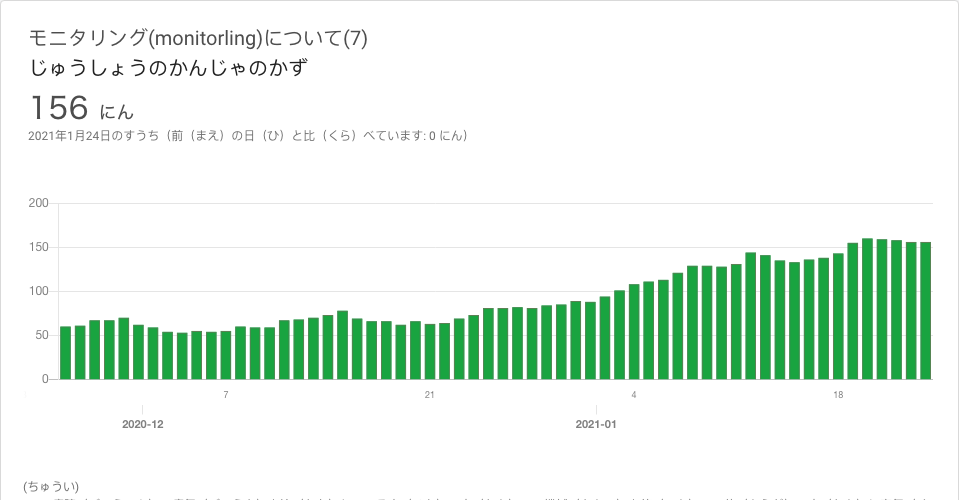 モニタリング(monitorling)について(7)
じゅうしょうのかんじゃのかず
156 にん
2021年1月24日のすうち（前（まえ）の日（ひ）と比（くら）べています: 0 にん）
200
150
100
50
0
7 21 4 18
2020-12 2021-01
(ちゅうい)